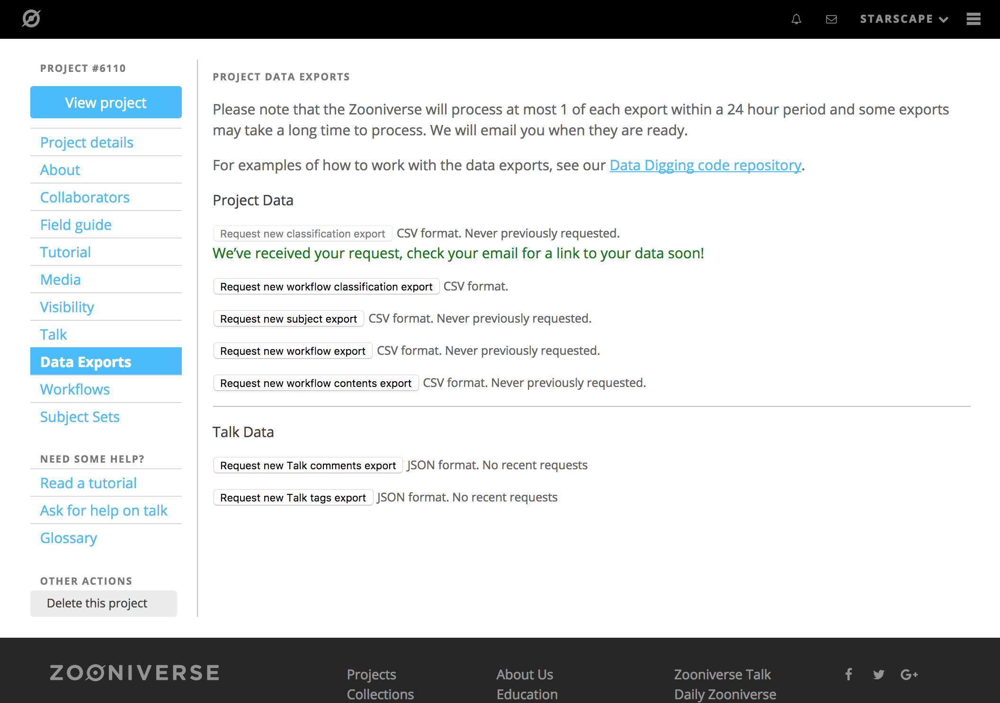 STARSCAPE
PROJECT #6110
View project
Project details
About
Collaborators
Field guide
Tutorial
Media
Visibility
Talk
Data Exports
Workflows
Subject Sets
NEED SOME HELP?
Read a tutorial
Ask for help on talk
Glossary
OTHER ACTIONS
Delete this project
PROJECT DATA EXPORTS
Please note that the Zooniverse will process at most 1 of each export within a 24 hour period and some exports
may take a long time to process. We will email you when they are ready.
For examples of how to work with the data exports, see our Data Digging code repository.
Project Data
Request new classification export CSV format. Never previously requested.
We’ve received your request, check your email for a link to your data soon!
Request new workflow classification export CSV format.
Request new subject export CSV format. Never previously requested.
Request new workflow export CSV format. Never previously requested.
Request new workflow contents export CSV format. Never previously requested.
Talk Data
Request new Talk comments export JSON format. No recent requests
Request new Talk tags export JSON format. No recent requests
ZOONIVERSE
Projects
Collections
About Us
Education
Zooniverse Talk
Daily Zooniverse
G+